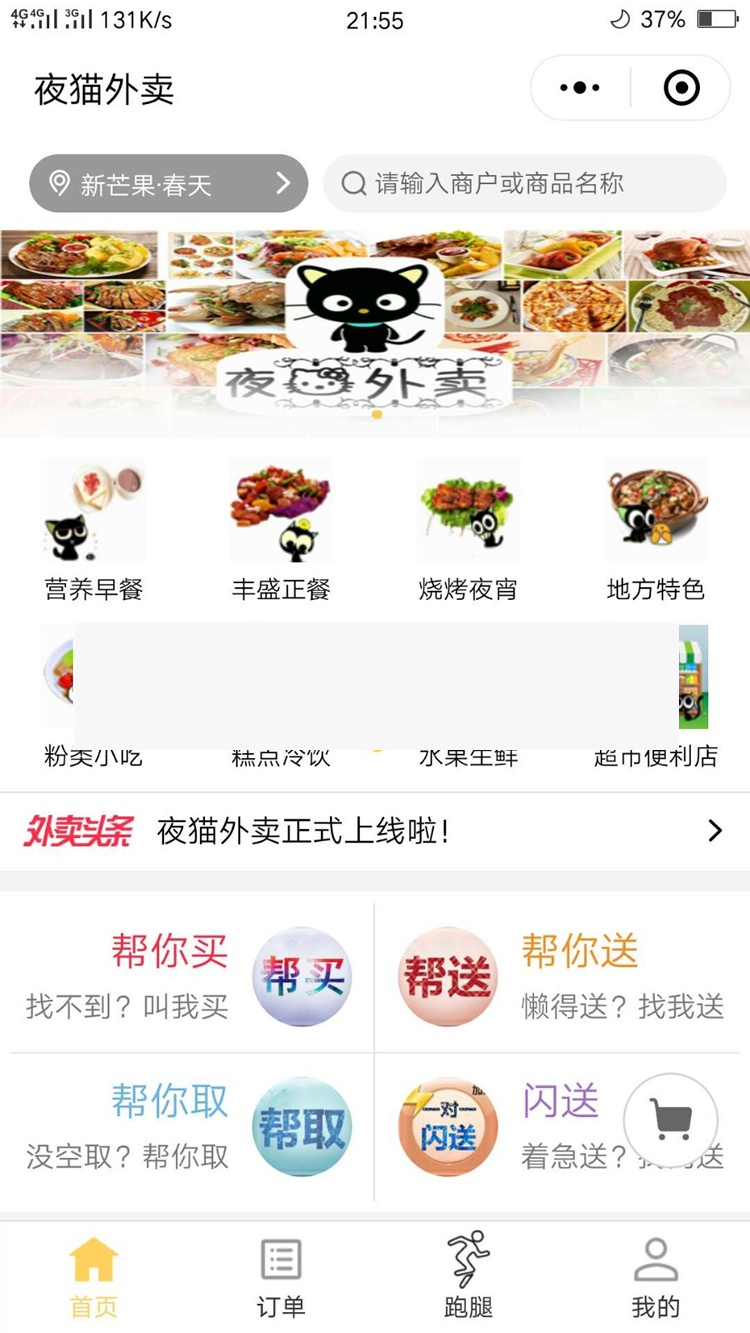 4G 4G 3G 131K/s 21:55 37%
夜猫外卖
新芒果·春天
请输入商户或商品名称
夜 外卖
营养早餐 丰盛正餐 烧烤夜宵 地方特色
粉类小吃 糕点冷饮 水果生鲜 超市便利店
外卖头条 夜猫外卖正式上线啦！
帮你买 帮买 帮送 帮你送
找不到？叫我买 懒得送？找我送
帮你取 帮取 对 闪送 闪送
没空取？帮你取 着急送？ 送
首页 订单 跑腿 我的